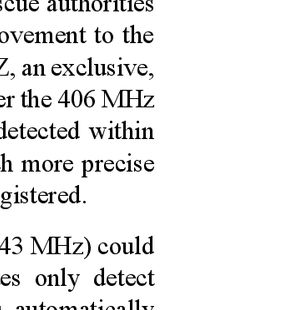 scue authorities
ovement to the
Z, an exclusive,
er the 406 MHz
detected within
h more precise
gistered.
43 MHz) could
es only detect
automatically